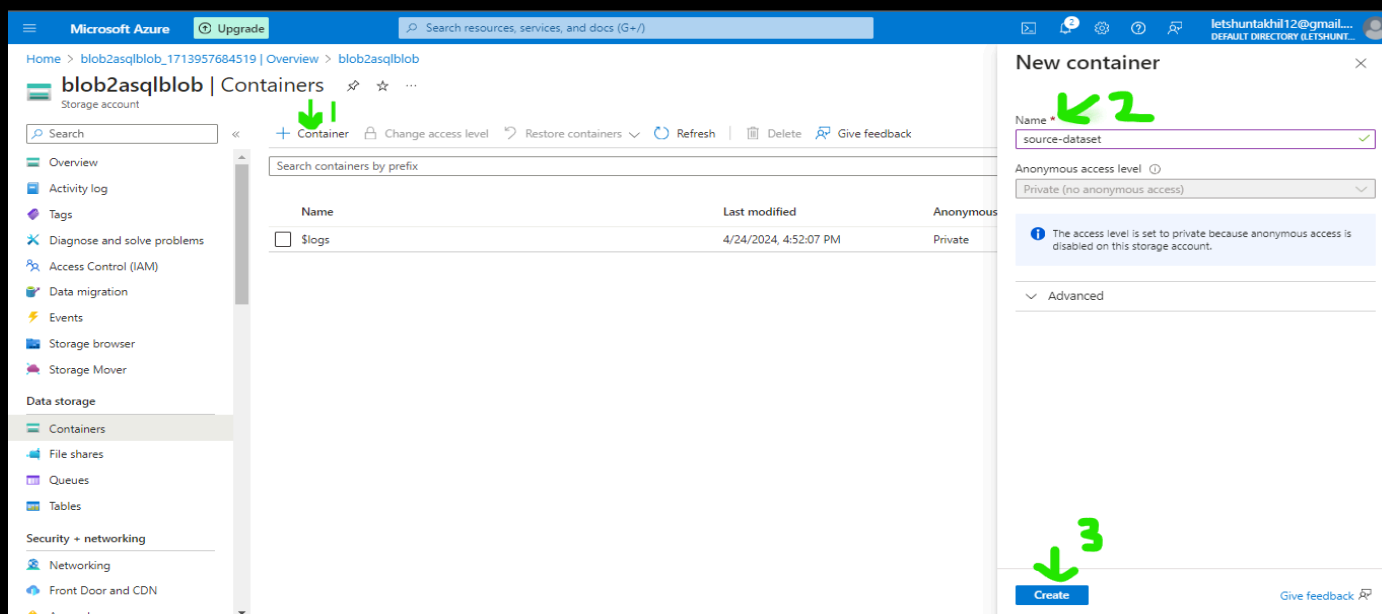 Microsoft Azure
Upgrade
Search resources, services, and docs (G+/)
2
letshuntakhil12@gmail....
DEFAULT DIRECTORY (LETSHUNT...
Home > blob2asqlblob_1713957684519 | Overview > blob2asqlblob
blob2asqlblob | Containers
...
Storage account
1
Search
«
+ Container
Change access level
Restore containers
Refresh
Delete
Give feedback
Search containers by prefix
Name
Last modified
Anonymous
$logs
4/24/2024, 4:52:07 PM
Private
Overview
Activity log
Tags
Diagnose and solve problems
Access Control (IAM)
Data migration
Events
Storage browser
Storage Mover
Data storage
Containers
File shares
Queues
Tables
Security + networking
Networking
Front Door and CDN
New container
2
Name *
source-dataset
Anonymous access level
Private (no anonymous access)
The access level is set to private because anonymous access is
disabled on this storage account.
Advanced
3
Create
Give feedback